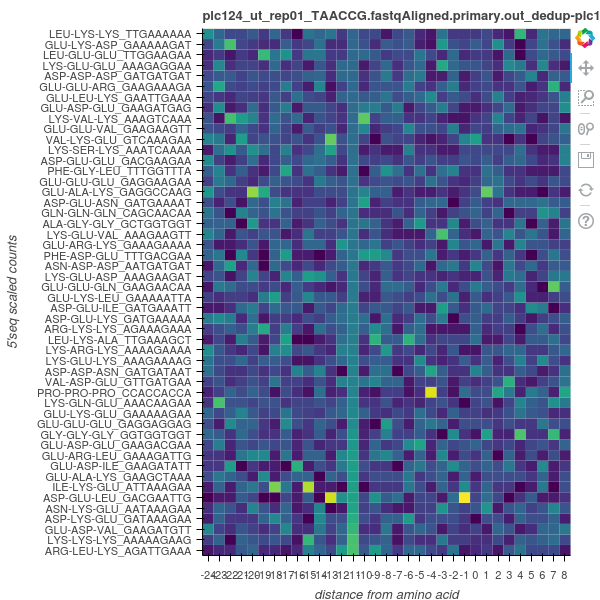 plc124_ut_rep01_TAACCG.fastqAligned.primary.out_dedup-plc1
LEU-LYS-LYS_TTGAAAAAA
GLU-LYS-ASP_GAAAAAGAT
LEU-GLU-GLU_TTGGAAGAA
LYS-GLU-GLU_AAAGAGGAA
ASP-ASP-ASP_GATGATGAT
GLU-GLU-ARG_GAAGAAAGA
GLU-LEU-LYS_GAATTGAAA
GLU-ASP-GLU_GAAGATGAG
LYS-VAL-LYS_AAAGTCAAA
GLU-GLU-VAL_GAAGAAGTT
VAL-LYS-GLU_GTCAAAGAA
LYS-SER-LYS_AAATCAAAA
ASP-GLU-GLU_GACGAAGAA
PHE-GLY-LEU_TTTGGTTTA
GLU-GLU-GLU_GAGGAAGAA
GLU-ALA-LYS_GAGGCCAAG
ASP-GLU-ASN_GATGAAAAT
GLN-GLN-GLN_CAGCAACAA
ALA-GLY-GLY_GCTGGTGGT
LYS-GLU-VAL_AAAGAAGTT
GLU-ARG-LYS_GAAAGAAAA
PHE-ASP-GLU_TTTGACGAA
ASN-ASP-ASP_AATGATGAT
LYS-GLU-ASP_AAAGAAGAT
GLU-GLU-GLN_GAAGAACAA
GLU-LYS-LEU_GAAAAATTA
ASP-GLU-ILE_GATGAAATT
ASP-GLU-LYS_GATGAAAAA
ARG-LYS-LYS_AGAAAGAAA
LEU-LYS-ALA_TTGAAAGCT
LYS-ARG-LYS_AAAAGAAAA
LYS-GLU-LYS_AAAGAAAAG
ASP-ASP-ASN_GATGATAAT
VAL-ASP-GLU_GTTGATGAA
PRO-PRO-PRO_CCACCACCA
LYS-GLN-GLU_AAACAAGAA
GLU-LYS-GLU_GAAAAAGAA
GLU-GLU-GLU_GAGGAGGAG
GLY-GLY-GLY_GGTGGTGGT
GLU-ASP-GLU_GAAGACGAA
GLU-ARG-LEU_GAAAGATTG
GLU-ASP-ILE_GAAGATATT
GLU-ALA-LYS_GAAGCTAAA
ILE-LYS-GLU_ATTAAAGAA
ASP-GLU-LEU_GACGAATTG
ASN-LYS-GLU_AATAAAGAA
ASP-LYS-GLU_GATAAAGAA
GLU-ASP-VAL_GAAGATGTT
LYS-LYS-LYS_AAAAAGAAG
ARG-LEU-LYS_AGATTGAAA
5'seq scaled counts
-24-23-22-21-20-19-18-17-16-15-14-13-12-11-10-9 -8 -7 -6 -5 -4 -3 -2 -1 0 1 2 3 4 5 6 7 8
distance from amino acid